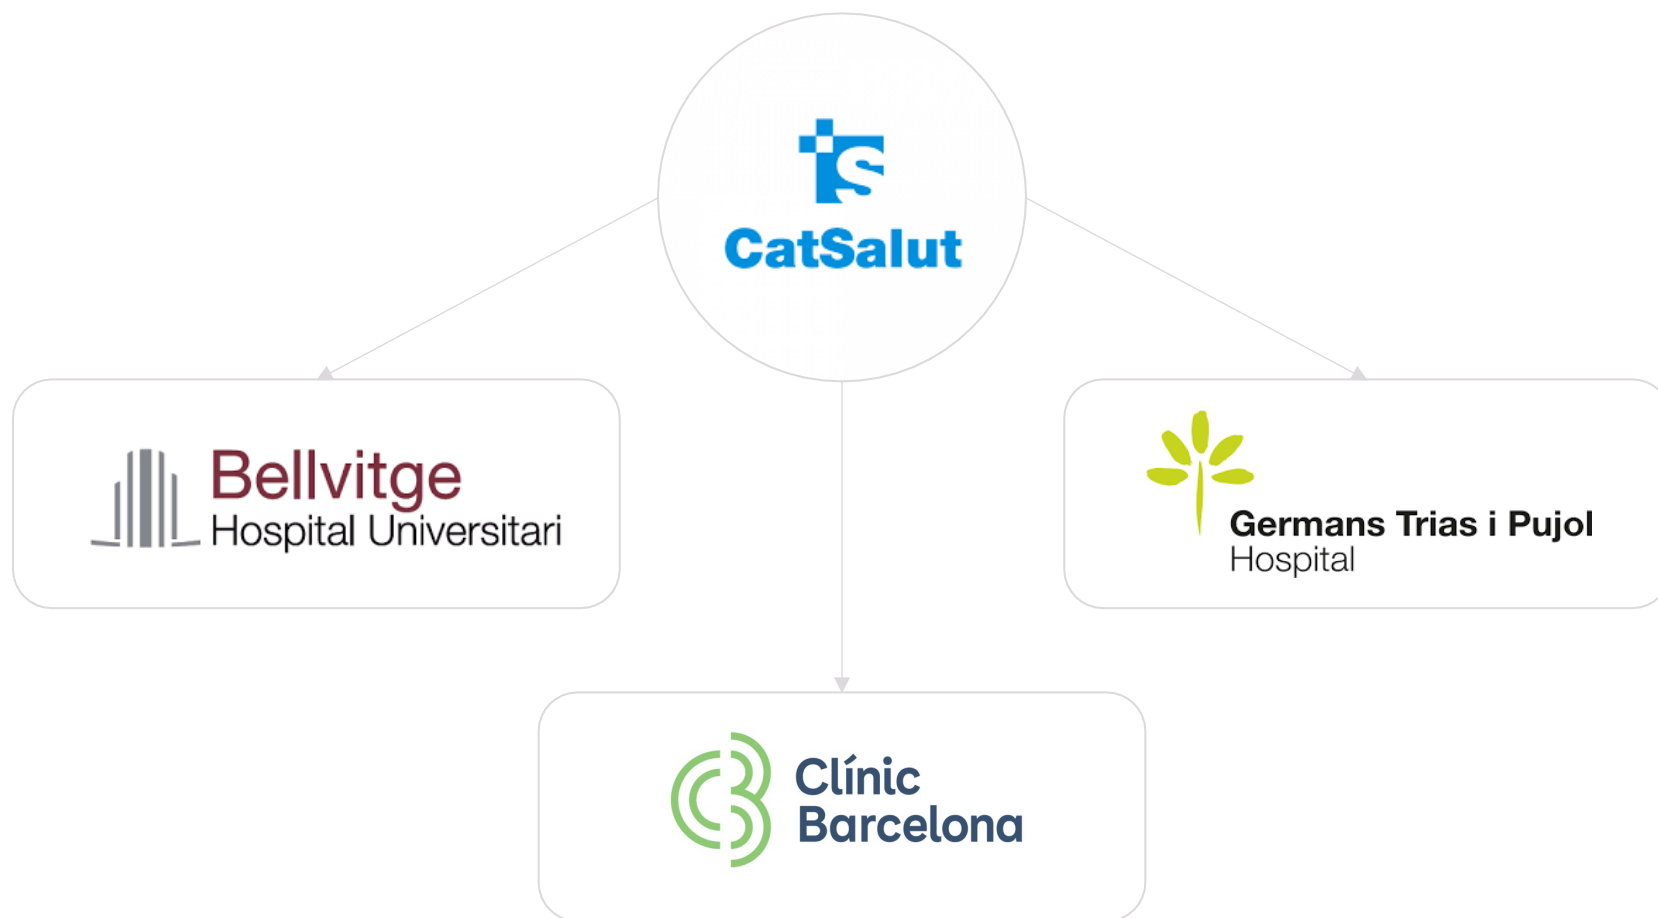 CatSalut
Bellvitge
Hospital Universitari
Germans Trias i Pujol
Hospital
Clínic
Barcelona